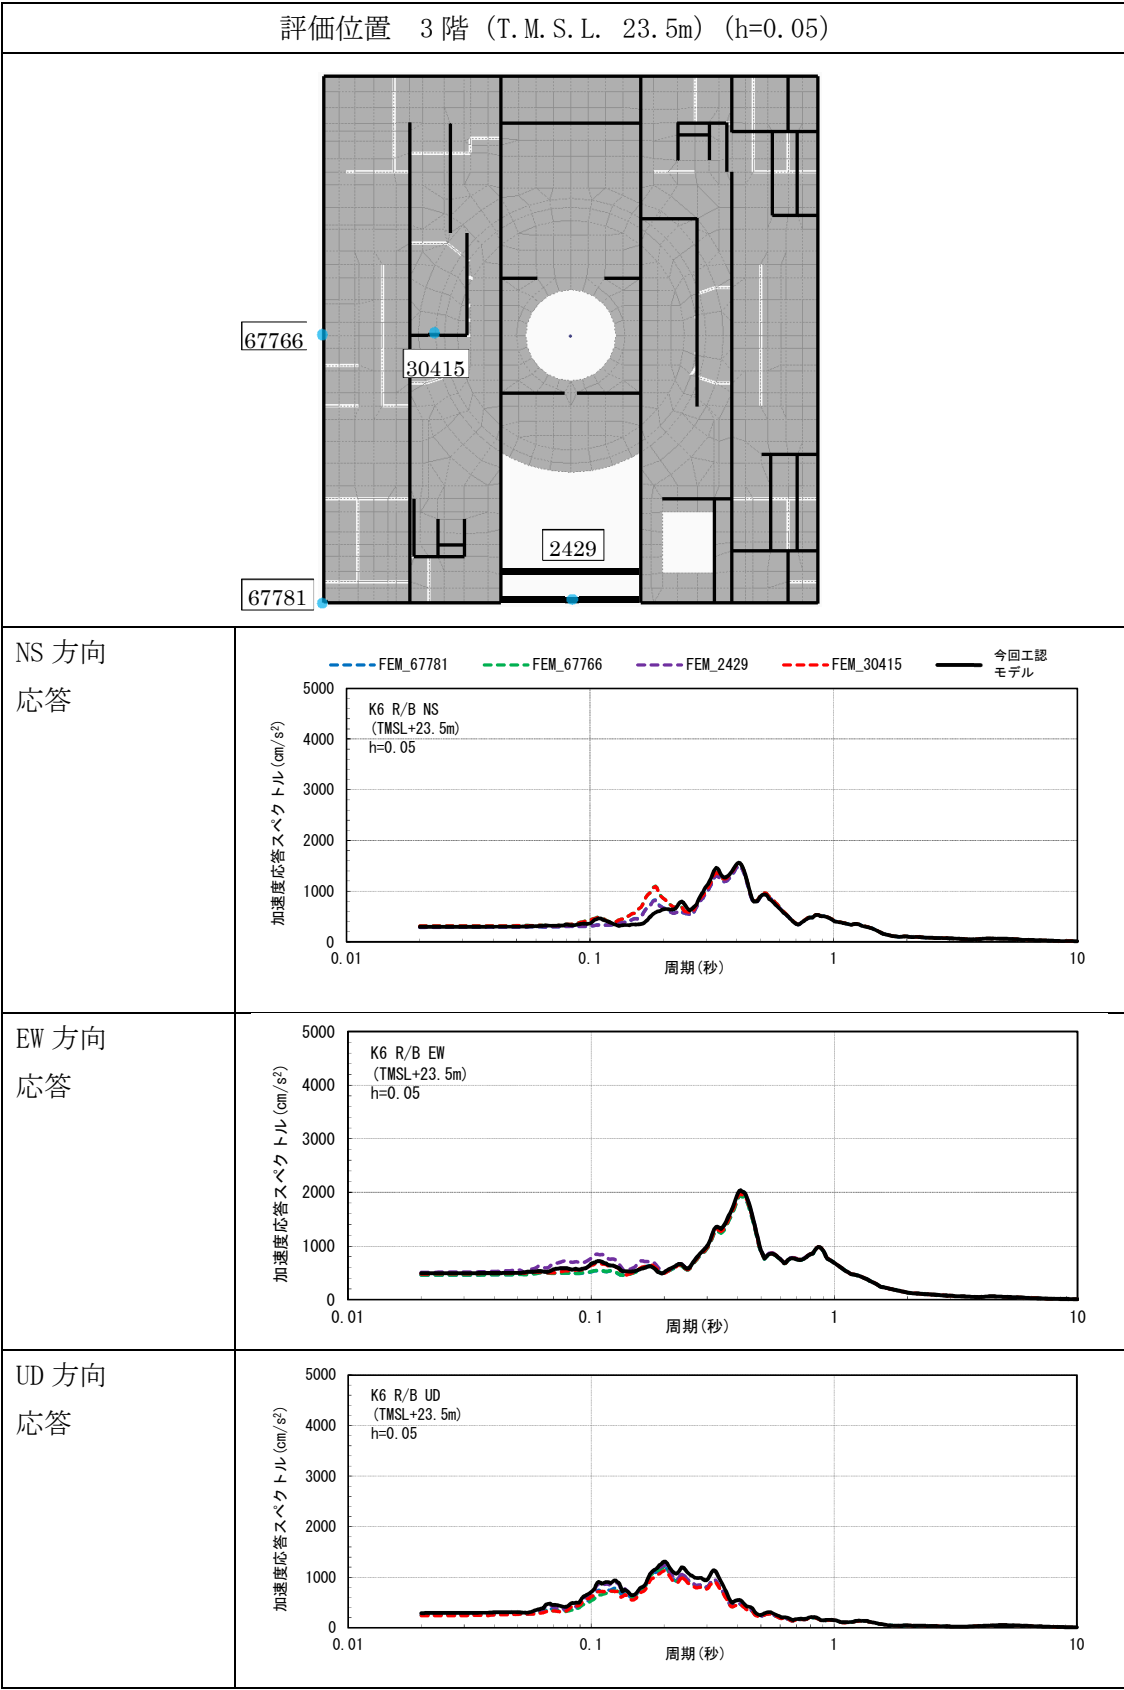 評価位置　3階 (T.M.S.L. 23.5m) (h=0.05)
67766
30415
2429
67781
NS 方向
応答
FEM_67781
FEM_67766
FEM_2429
FEM_30415
今回工認
モデル
K6 R/B NS
(TMSL+23.5m)
h=0.05
加速度応答スペクトル(cm/s²)
5000
4000
3000
2000
1000
0
0.01
0.1
1
10
周期(秒)
EW 方向
応答
K6 R/B EW
(TMSL+23.5m)
h=0.05
加速度応答スペクトル(cm/s²)
5000
4000
3000
2000
1000
0
0.01
0.1
1
10
周期(秒)
UD 方向
応答
K6 R/B UD
(TMSL+23.5m)
h=0.05
加速度応答スペクトル(cm/s²)
5000
4000
3000
2000
1000
0
0.01
0.1
1
10
周期(秒)